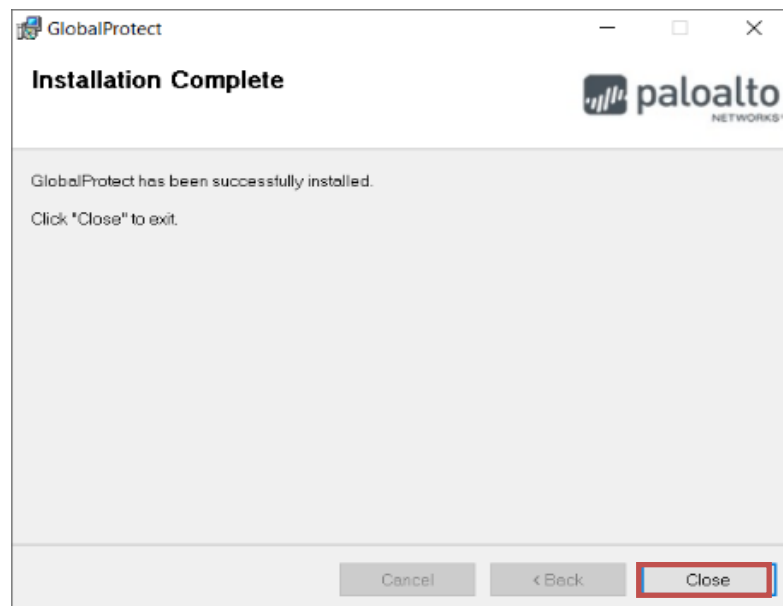 GlobalProtect
Installation Complete
paloalto
NETWORKS
GlobalProtect has been successfully installed.
Click "Close" to exit.
Cancel
< Back
Close